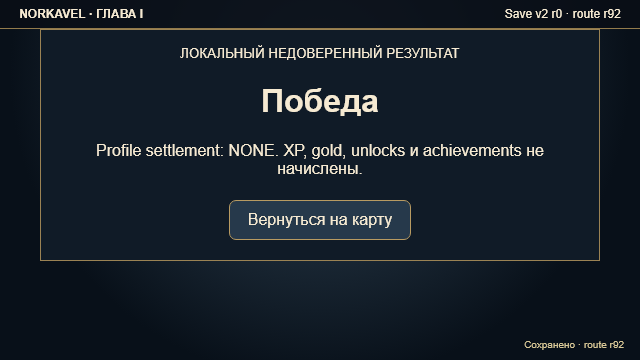 NORKAVEL · ГЛАВА I
Save v2 r0 · route r92
ЛОКАЛЬНЫЙ НЕДОВЕРЕННЫЙ РЕЗУЛЬТАТ
Победа
Profile settlement: NONE. XP, gold, unlocks и achievements не
начислены.
Вернуться на карту
Сохранено · route r92